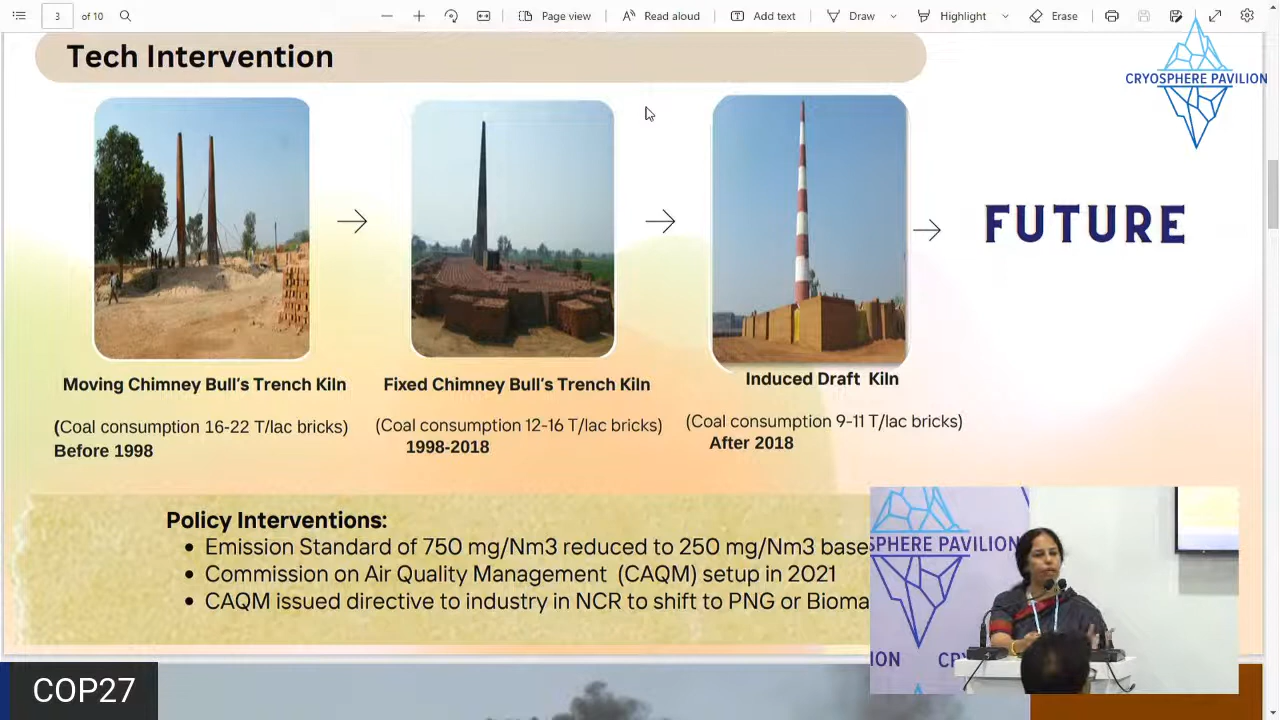 3 of 10
Page view
Read aloud
Add text
Draw
Highlight
Erase
Tech Intervention
CRYOSPHERE PAVILION
FUTURE
Moving Chimney Bull's Trench Kiln
(Coal consumption 16-22 T/lac bricks)
Before 1998
Fixed Chimney Bull's Trench Kiln
(Coal consumption 12-16 T/lac bricks)
1998-2018
Induced Draft Kiln
(Coal consumption 9-11 T/lac bricks)
After 2018
Policy Interventions:
• Emission Standard of 750 mg/Nm3 reduced to 250 mg/Nm3 base
• Commission on Air Quality Management (CAQM) setup in 2021
• CAQM issued directive to industry in NCR to shift to PNG or Bioma
SPHERE PAVILION
ION
CRY
COP27